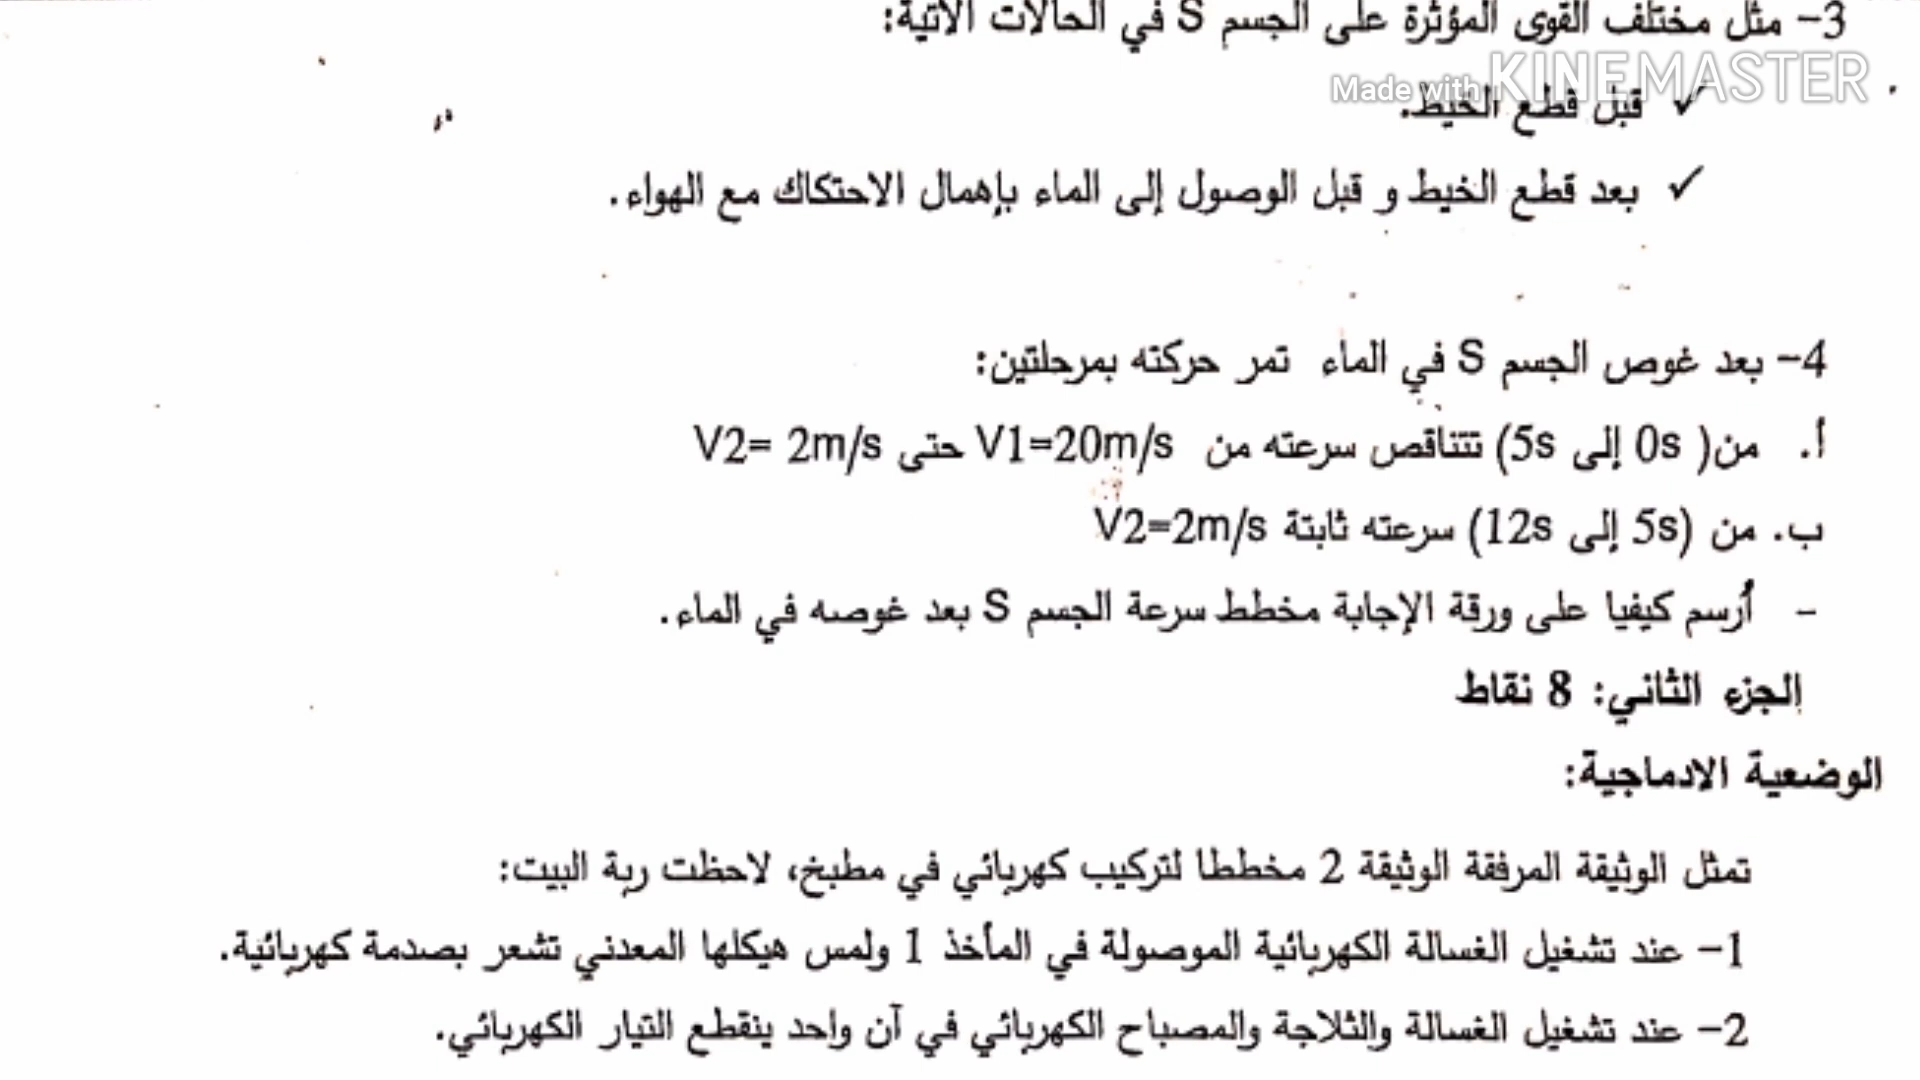 3- مثل مختلف القوى المؤثرة على الجسم S في الحالات الآتية:
Made with KINEMASTER
✓ قبل قطع الخيط.
✓ بعد قطع الخيط و قبل الوصول إلى الماء بإهمال الاحتكاك مع الهواء.
4- بعد غوص الجسم S في الماء تمر حركته بمرحلتين:
أ. من( 0s إلى 5s) تتناقص سرعته من V1=20m/s حتى V2= 2m/s
ب. من (5s إلى 12s) سرعته ثابتة V2=2m/s
- أرسم كيفيا على ورقة الإجابة مخطط سرعة الجسم S بعد غوصه في الماء.
الجزء الثاني: 8 نقاط
الوضعية الادماجية:
تمثل الوثيقة المرفقة الوثيقة 2 مخططا لتركيب كهربائي في مطبخ، لاحظت ربة البيت:
1- عند تشغيل الغسالة الكهربائية الموصولة في المأخذ 1 ولمس هيكلها المعدني تشعر بصدمة كهربائية.
2- عند تشغيل الغسالة والثلاجة والمصباح الكهربائي في آن واحد ينقطع التيار الكهربائي.